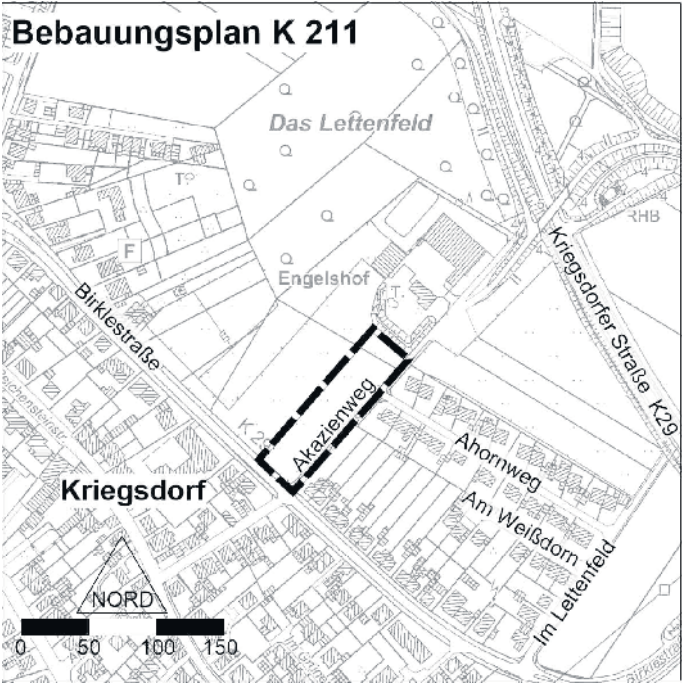 Bebauungsplan K 211
Das Lettenfeld
T
RHB
F
Engelshof
T
Kriegsdorfer Straße K29
Birklestraße
Akazienweg
Ahornweg
Kriegsdorf
Am Weißdorn
Im Lettenfeld
NORD
0 50 100 150